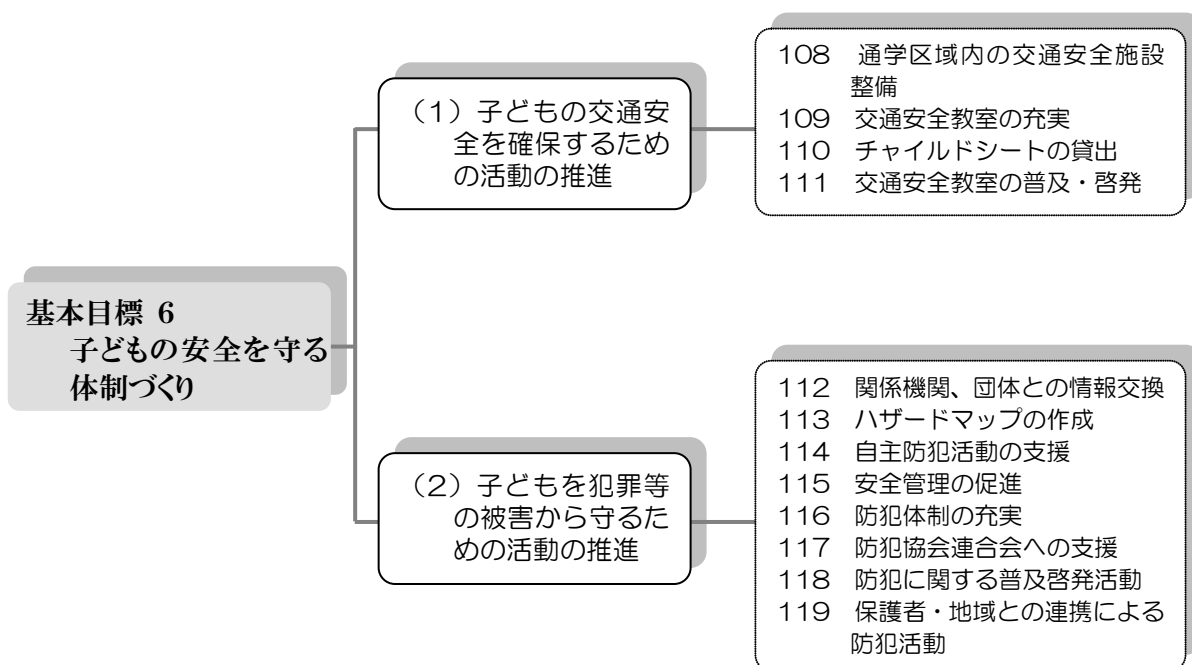 基本目標 6
子どもの安全を守る
体制づくり
(1)子どもの交通安
全を確保するため
の活動の推進
108 通学区域内の交通安全施設
整備
109 交通安全教室の充実
110 チャイルドシートの貸出
111 交通安全教室の普及・啓発
(2)子どもを犯罪等
の被害から守るた
めの活動の推進
112 関係機関、団体との情報交換
113 ハザードマップの作成
114 自主防犯活動の支援
115 安全管理の促進
116 防犯体制の充実
117 防犯協会連合会への支援
118 防犯に関する普及啓発活動
119 保護者・地域との連携による
防犯活動